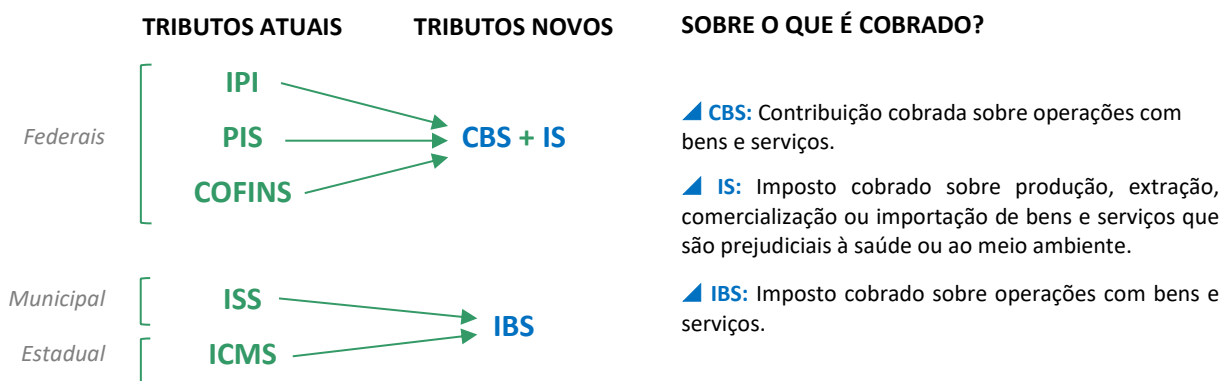 TRIBUTOS ATUAIS TRIBUTOS NOVOS SOBRE O QUE É COBRADO?
Federais
IPI
PIS
COFINS
CBS + IS
CBS: Contribuição cobrada sobre operações com
bens e serviços.
IS: Imposto cobrado sobre produção, extração,
comercialização ou importação de bens e serviços que
são prejudiciais à saúde ou ao meio ambiente.
Municipal
ISS
Estadual
ICMS
IBS
IBS: Imposto cobrado sobre operações com bens e
serviços.